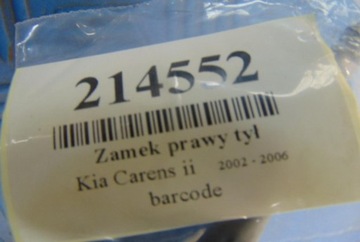 214552
Zamek prawy tył
Kia Carens ii 2002 - 2006
barcode